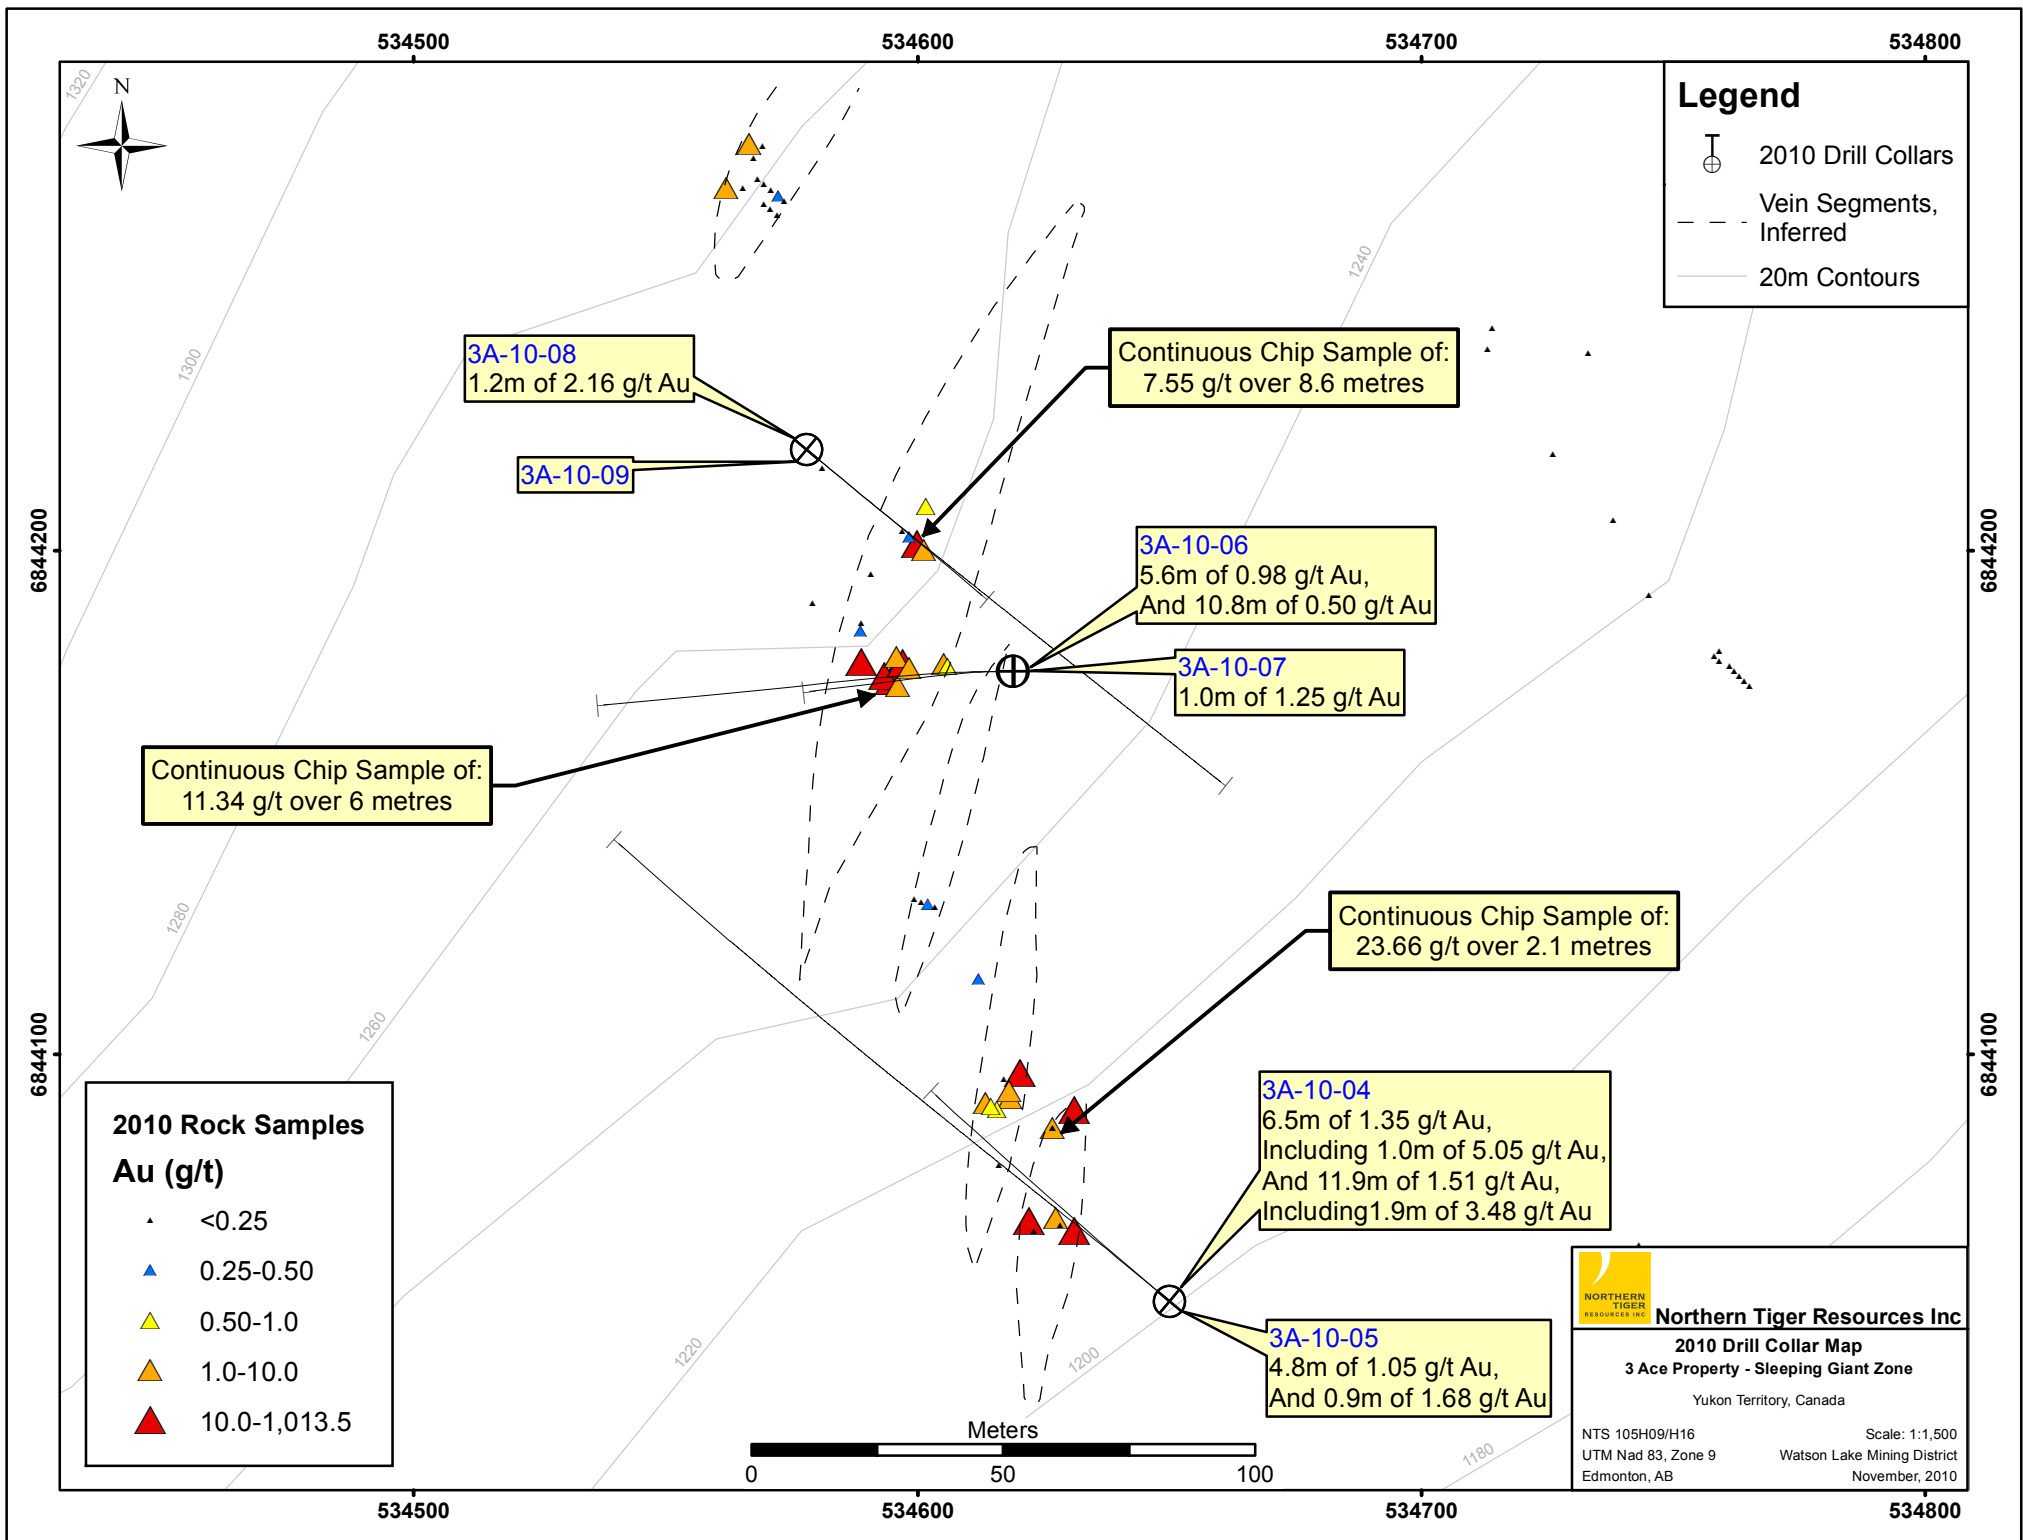 534500
534600
534700
534800
1320
N
Legend
2010 Drill Collars
Vein Segments,
Inferred
20m Contours
1240
1300
3A-10-08
1.2m of 2.16 g/t Au
Continuous Chip Sample of:
7.55 g/t over 8.6 metres
3A-10-09
6844200
6844200
3A-10-06
5.6m of 0.98 g/t Au,
And 10.8m of 0.50 g/t Au
3A-10-07
1.0m of 1.25 g/t Au
Continuous Chip Sample of:
11.34 g/t over 6 metres
1280
Continuous Chip Sample of:
23.66 g/t over 2.1 metres
1260
6844100
6844100
3A-10-04
6.5m of 1.35 g/t Au,
Including 1.0m of 5.05 g/t Au,
And 11.9m of 1.51 g/t Au,
Including1.9m of 3.48 g/t Au
2010 Rock Samples
Au (g/t)
<0.25
0.25-0.50
0.50-1.0
1.0-10.0
10.0-1,013.5
1220
1200
3A-10-05
4.8m of 1.05 g/t Au,
And 0.9m of 1.68 g/t Au
1180
Meters
0
50
100
NORTHERN
TIGER
RESOURCES INC
Northern Tiger Resources Inc
2010 Drill Collar Map
3 Ace Property - Sleeping Giant Zone
Yukon Territory, Canada
NTS 105H09/H16
Scale: 1:1,500
UTM Nad 83, Zone 9
Watson Lake Mining District
Edmonton, AB
November, 2010
534500
534600
534700
534800